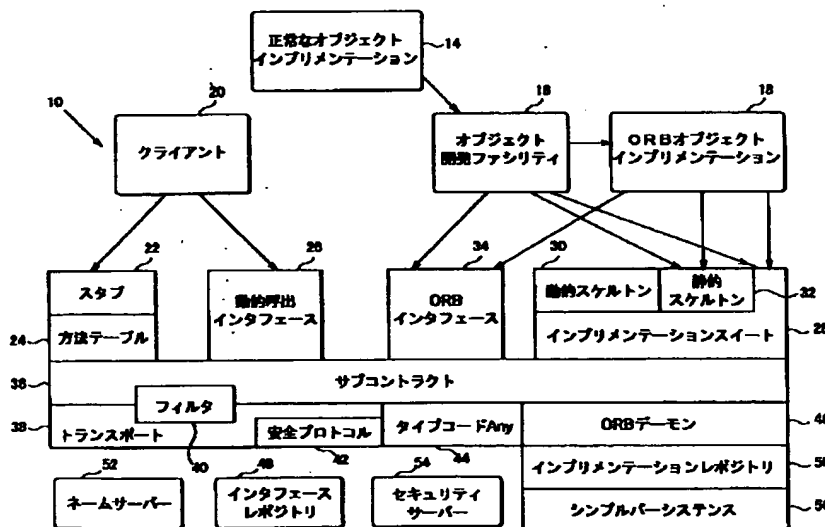 正常なオブジェクト
インプリメンテーション
14
10
20
クライアント
18
オブジェクト
開発ファシリティ
18
ORBオブジェクト
インプリメンテーション
22
スタブ
24
方法テーブル
26
動的呼出
インタフェース
34
ORB
インタフェース
30
動的スケルトン
静的
スケルトン
32
インプリメンテーションスイート
28
36
サブコントラクト
フィルタ
38
トランスポート
40
安全プロトコル
42
タイプコードAny
44
ORBデーモン
46
インプリメンテーションレポジトリ
50
52
ネームサーバー
48
インタフェース
レポジトリ
54
セキュリティ
サーバー
シンプルパーシステンス
56